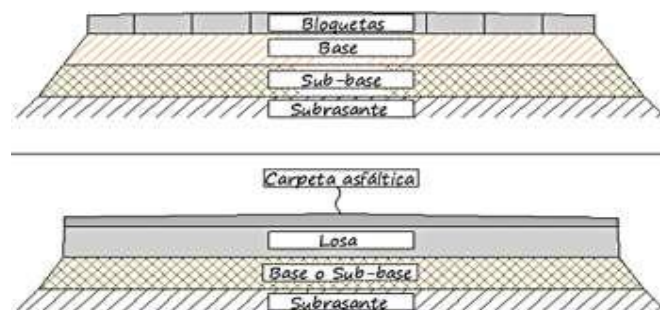 Bloquetas
Base
Sub-base
Subrasante
Carpeta asfáltica
Losa
Base o Sub-base
Subrasante